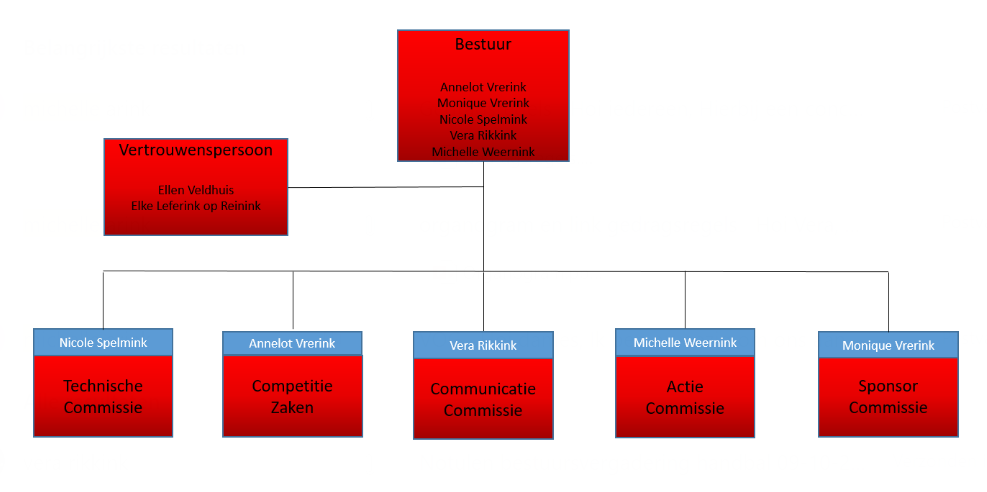 Bestuur
Annelot Vrerink
Monique Vrerink
Nicole Spelmink
Vera Rikkink
Michelle Weernink
Vertrouwenspersoon
Ellen Veldhuis
Elke Leferink op Reinink
Nicole Spelmink
Technische
Commissie
Annelot Vrerink
Competitie
Zaken
Vera Rikkink
Communicatie
Commissie
Michelle Weernink
Actie
Commissie
Monique Vrerink
Sponsor
Commissie